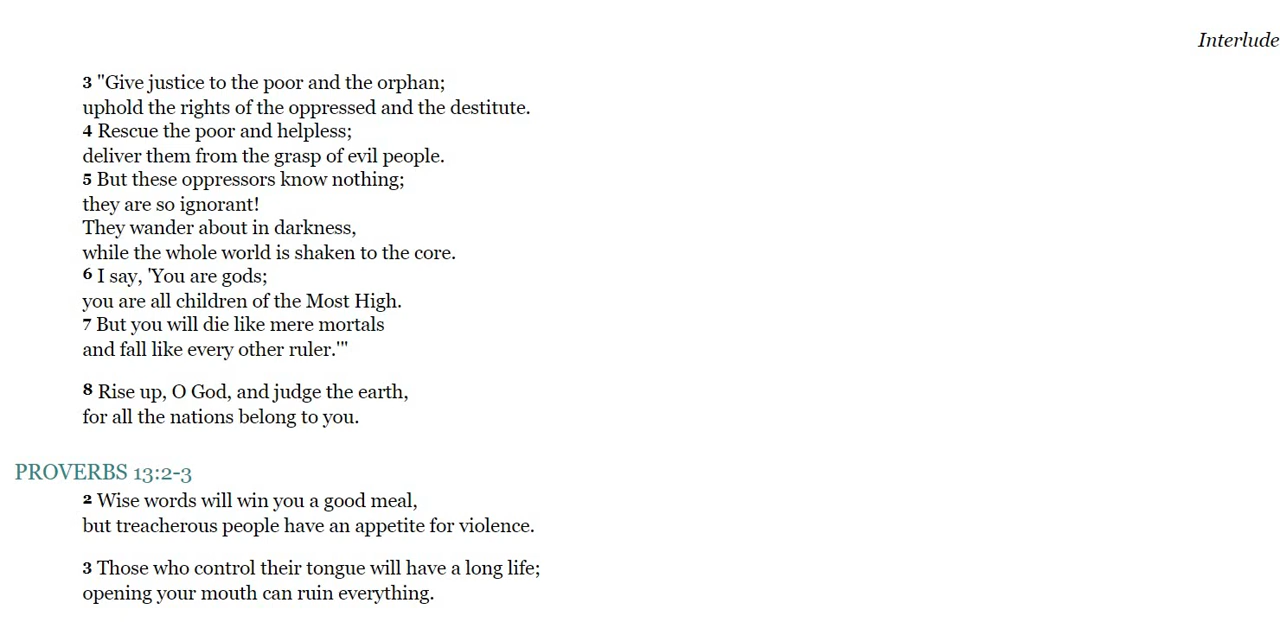 Interlude
3 "Give justice to the poor and the orphan;
uphold the rights of the oppressed and the destitute.
4 Rescue the poor and helpless;
deliver them from the grasp of evil people.
5 But these oppressors know nothing;
they are so ignorant!
They wander about in darkness,
while the whole world is shaken to the core.
6 I say, 'You are gods;
you are all children of the Most High.
7 But you will die like mere mortals
and fall like every other ruler.'"
8 Rise up, O God, and judge the earth,
for all the nations belong to you.
PROVERBS 13:2-3
2 Wise words will win you a good meal,
but treacherous people have an appetite for violence.
3 Those who control their tongue will have a long life;
opening your mouth can ruin everything.